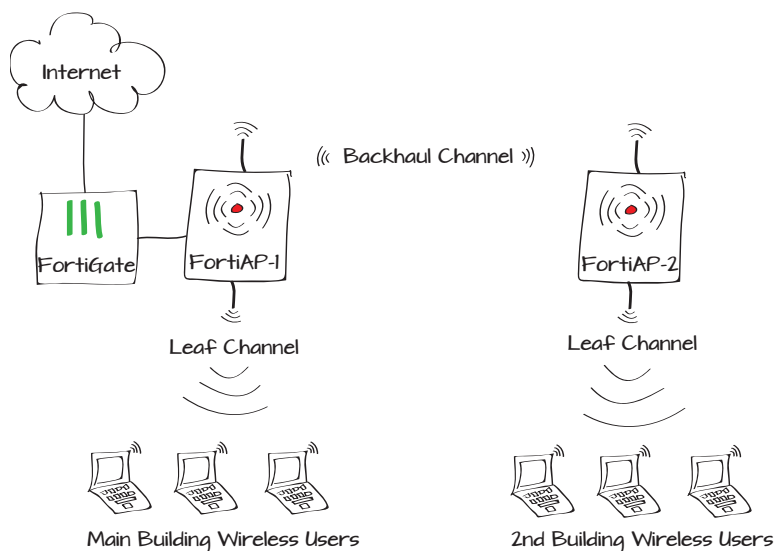 Internet
Backhaul Channel
FortiGate
FortiAP-1
FortiAP-2
Leaf Channel
Leaf Channel
Main Building Wireless Users
2nd Building Wireless Users